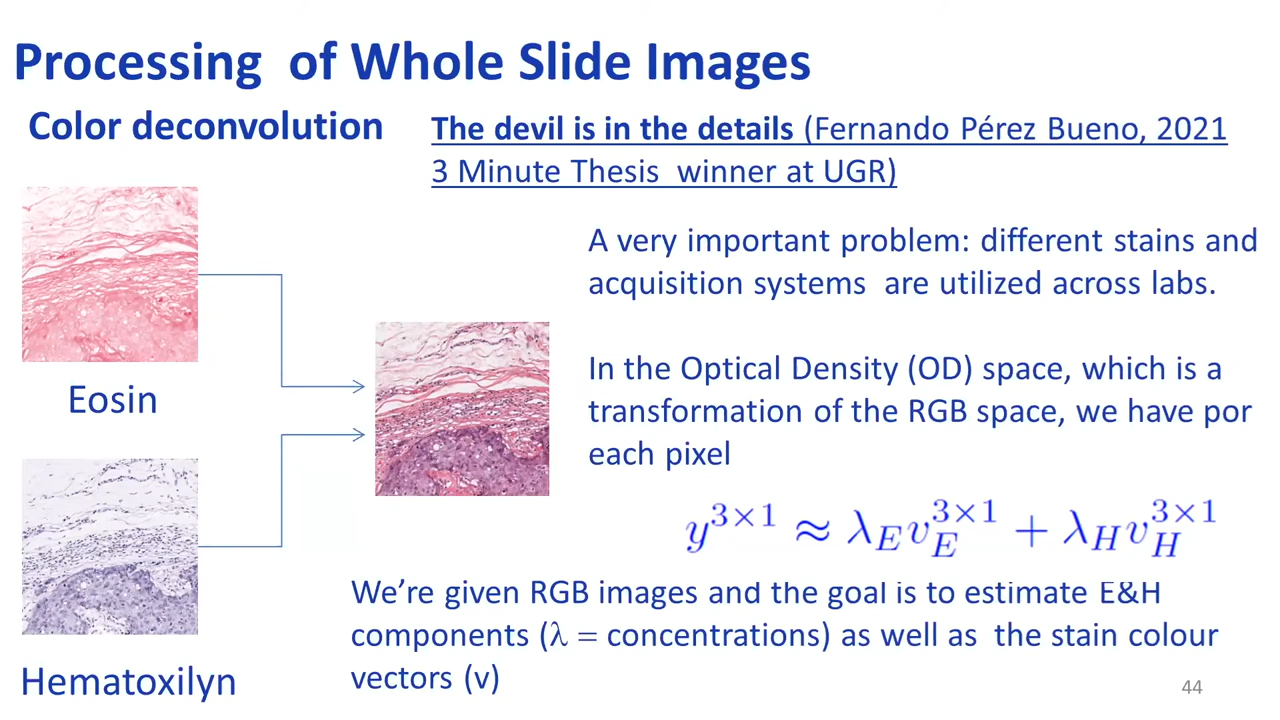 Processing  of Whole Slide Images
Color deconvolution
The devil is in the details (Fernando Pérez Bueno, 2021
3 Minute Thesis  winner at UGR)
Eosin
Hematoxilyn
A very important problem: different stains and
acquisition systems  are utilized across labs.
In the Optical Density (OD) space, which is a
transformation of the RGB space, we have por
each pixel
y^{3×1} ≈ λ_E v_E^{3×1} + λ_H v_H^{3×1}
We’re given RGB images and the goal is to estimate E&H
components (λ = concentrations) as well as  the stain colour
vectors (v)
44